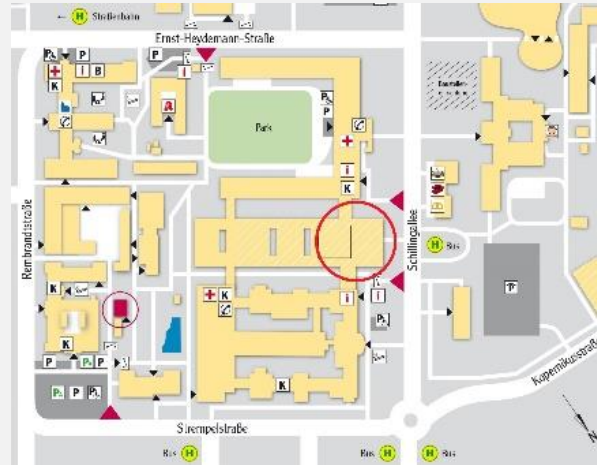 ← H Straßenbahn
Ernst-Heydemann-Straße
P
P
P
i
i B
K
Park
i
K
Rembrandtstraße
Schillingallee
H Bus
K
K
K
i
i
K
P
P
P
P
K
Kopernikusstraße
Strempelstraße
Bus H
Bus H
H Bus
N